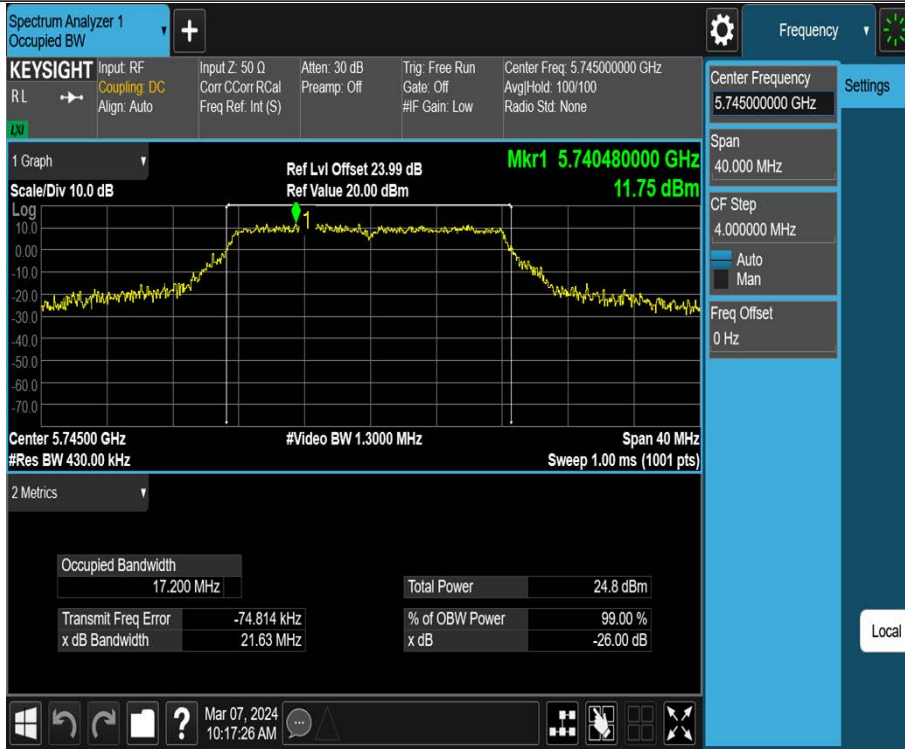 Spectrum Analyzer 1
Occupied BW
+
Frequency
KEYSIGHT
RL
LXI
Input: RF
Coupling: DC
Align: Auto
Input Z: 50 Ω
Corr CCorr RCal
Freq Ref: Int (S)
Atten: 30 dB
Preamp: Off
Trig: Free Run
Gate: Off
#IF Gain: Low
Center Freq: 5.745000000 GHz
Avg|Hold: 100/100
Radio Std: None
Center Frequency
5.745000000 GHz
Settings
Span
40.000 MHz
CF Step
4.000000 MHz
Auto
Man
Freq Offset
0 Hz
Local
1 Graph
Scale/Div 10.0 dB
Ref Lvl Offset 23.99 dB
Ref Value 20.00 dBm
Mkr1 5.740480000 GHz
11.75 dBm
Log
10.0
0.00
-10.0
-20.0
-30.0
-40.0
-50.0
-60.0
-70.0
1
Center 5.74500 GHz
#Video BW 1.3000 MHz
Span 40 MHz
#Res BW 430.00 kHz
Sweep 1.00 ms (1001 pts)
2 Metrics
Occupied Bandwidth
17.200 MHz
Total Power 24.8 dBm
Transmit Freq Error -74.814 kHz
% of OBW Power 99.00 %
x dB Bandwidth 21.63 MHz
x dB -26.00 dB
?
Mar 07, 2024
10:17:26 AM